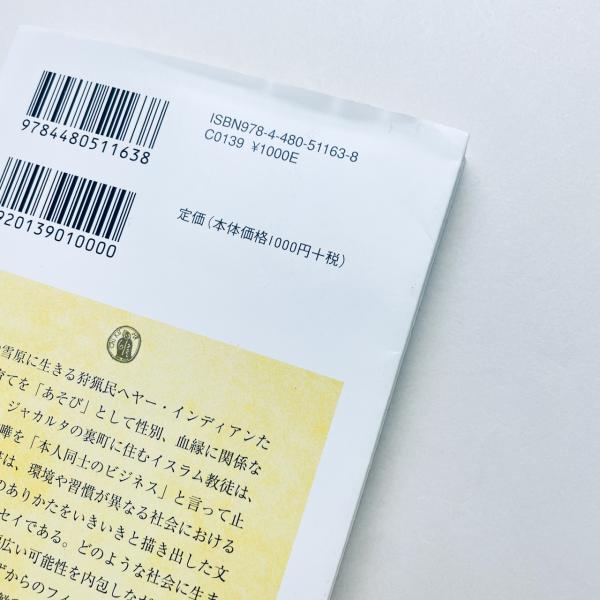 9784480511638
ISBN978-4-480-51163-8
C0139 ¥1000E
920139010000
定価(本体価格1000円+税)
雪原に生きる狩猟民ヘヤー・インディアンた
育てを「あそび」として性別、血縁に関係な
ジャカルタの裏町に住むイスラム教徒は、
嘩を「本人同士のビジネス」と言って止
は、環境や習慣が異なる社会における
のありかたをいきいきと描き出した文
セイである。どのような社会に生ま
幅広い可能性を内包しなが
ずからのフィ